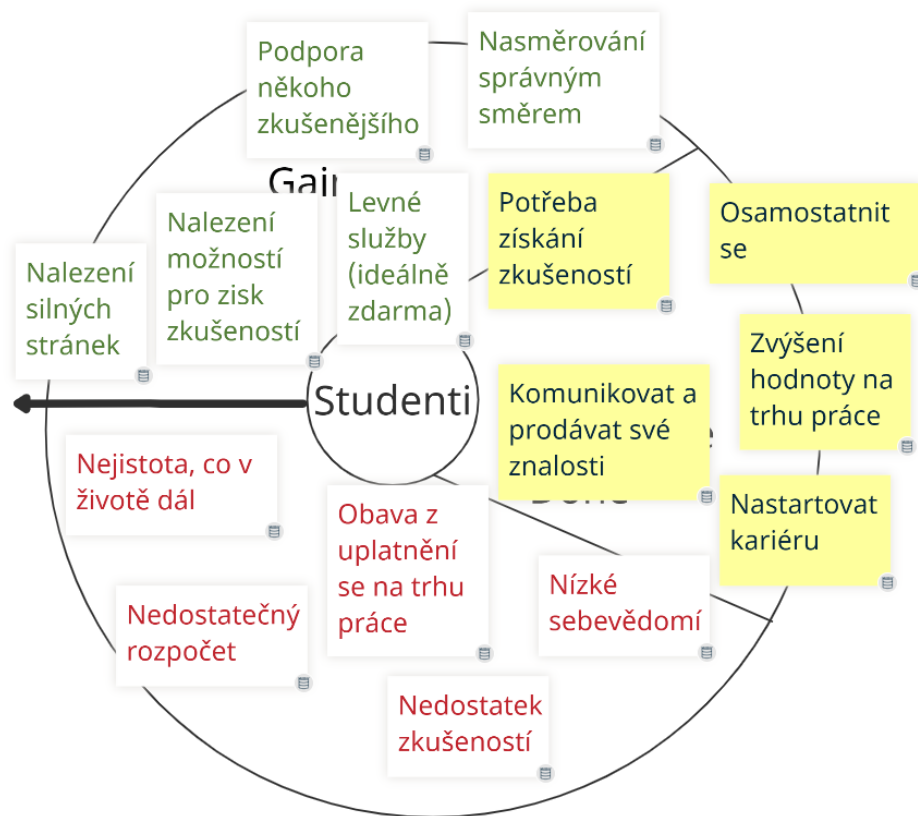 Podpora
někoho
zkušenějšího
Nasměrování
správným
směrem
Nalezení
silných
stránek
Nalezení
možností
pro zisk
zkušeností
Levné
služby
(ideálně
zdarma)
Potřeba
získání
zkušeností
Osamostatnit
se
Zvýšení
hodnoty na
trhu práce
Studenti
Komunikovat a
prodávat své
znalosti
Nastartovat
kariéru
Nejistota, co v
životě dál
Obava z
uplatnění
se na trhu
práce
Nízké
sebevědomí
Nedostatečný
rozpočet
Nedostatek
zkušeností